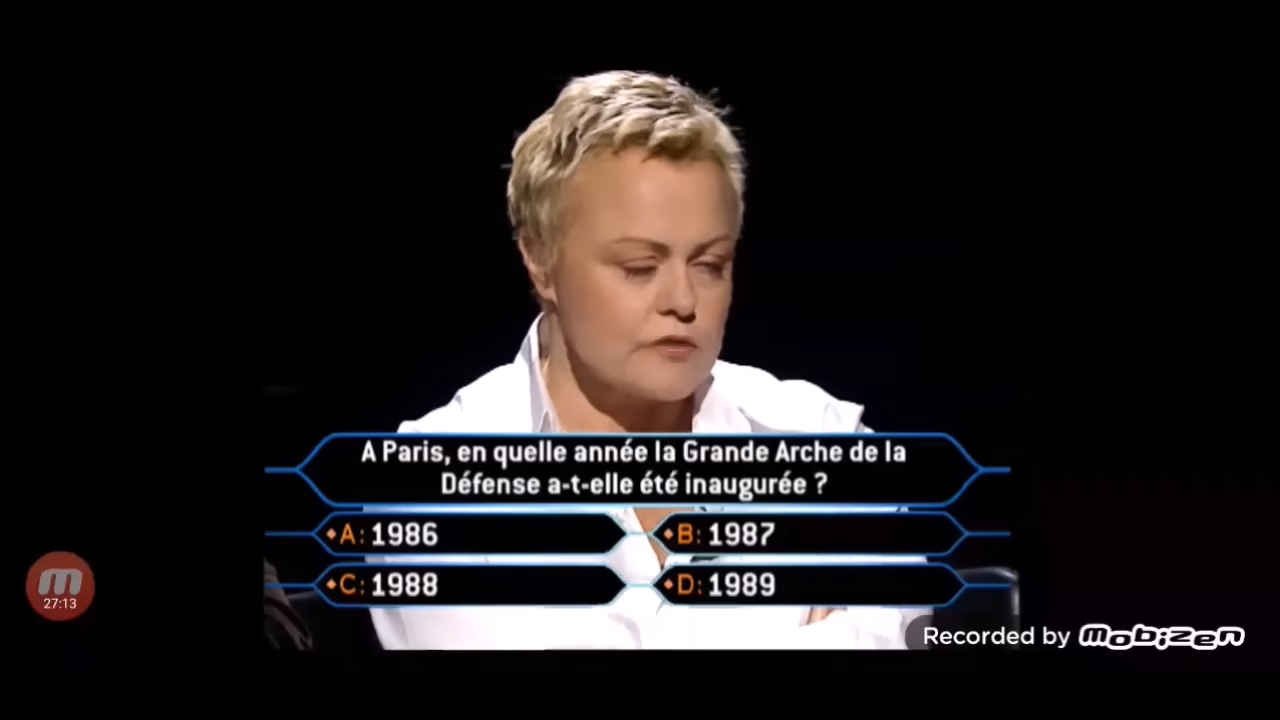 A Paris, en quelle année la Grande Arche de la
Défense a-t-elle été inaugurée ?
A: 1986
B: 1987
C: 1988
D: 1989
27:13
Recorded by mobizen